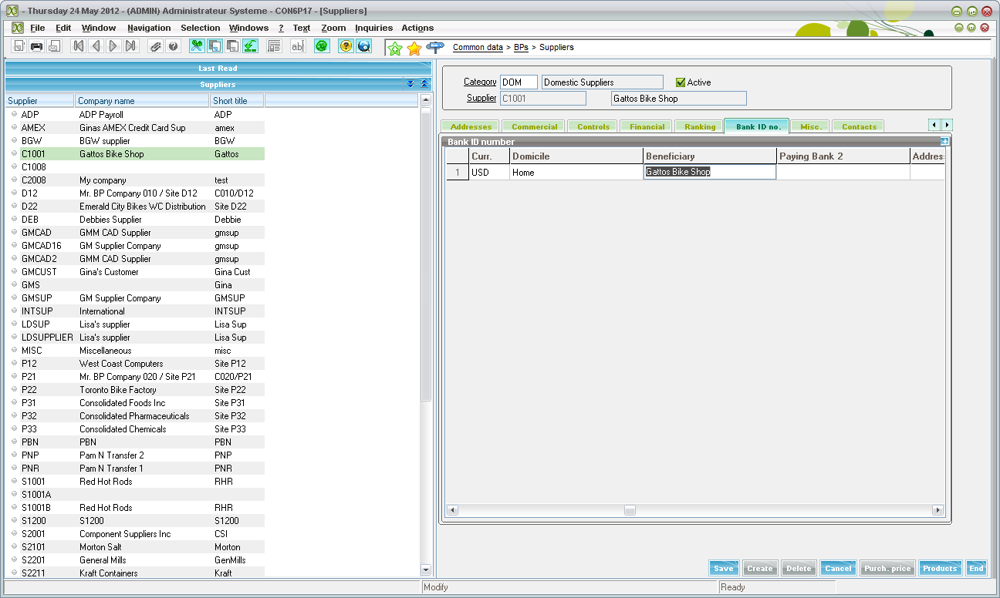 - Thursday 24 May 2012 - (ADMIN) Administrateur Systeme - CON6P17 - [Suppliers]
File Edit Window Navigation Selection Windows ? Text Zoom Inquiries Actions
Common data > BPs > Suppliers
Last Read
Suppliers
Supplier Company name Short title
ADP ADP Payroll ADP
AMEX Ginas AMEX Credit Card Sup amex
BGW BGW supplier BGW
C1001 Gattos Bike Shop Gattos
C1008
C2008 My company test
D12 Mr. BP Company 010 / Site D12 C010/D12
D22 Emerald City Bikes WC Distribution Site D22
DEB Debbies Supplier Debbie
GMCAD GMM CAD Supplier gmsup
GMCAD16 GM Supplier Company gmsup
GMCAD2 GMM CAD Supplier gmsup
GMCUST Gina's Customer Gina Cust
GMS Gina
GMSUP GM Supplier Company GMSUP
INTSUP International INTSUP
LDSUP Lisa's supplier Lisa Sup
LDSUPPLIER Lisa's supplier Lisa Sup
MISC Miscellaneous misc
P12 West Coast Computers Site P12
P21 Mr. BP Company 020 / Site P21 C020/P21
P22 Toronto Bike Factory Site P22
P31 Consolidated Foods Inc Site P31
P32 Consolidated Pharmaceuticals Site P32
P33 Consolidated Chemicals Site P33
PBN PBN PBN
PNP Pam N Transfer 2 PNP
PNR Pam N Transfer 1 PNR
S1001 Red Hot Rods RHR
S1001A
S1001B Red Hot Rods RHR
S1200 S1200 S1200
S2001 Component Suppliers Inc CSI
S2101 Morton Salt Morton
S2201 General Mills GenMills
S2211 Kraft Containers Kraft
Category DOM Domestic Suppliers Active
Supplier C1001 Gattos Bike Shop
Addresses Commercial Controls Financial Ranking Bank ID no. Misc. Contacts
Bank ID number
Curr. Domicile Beneficiary Paying Bank 2 Addres
1 USD Home Gattos Bike Shop
Save Create Delete Cancel Purch. price Products End
Modify Ready